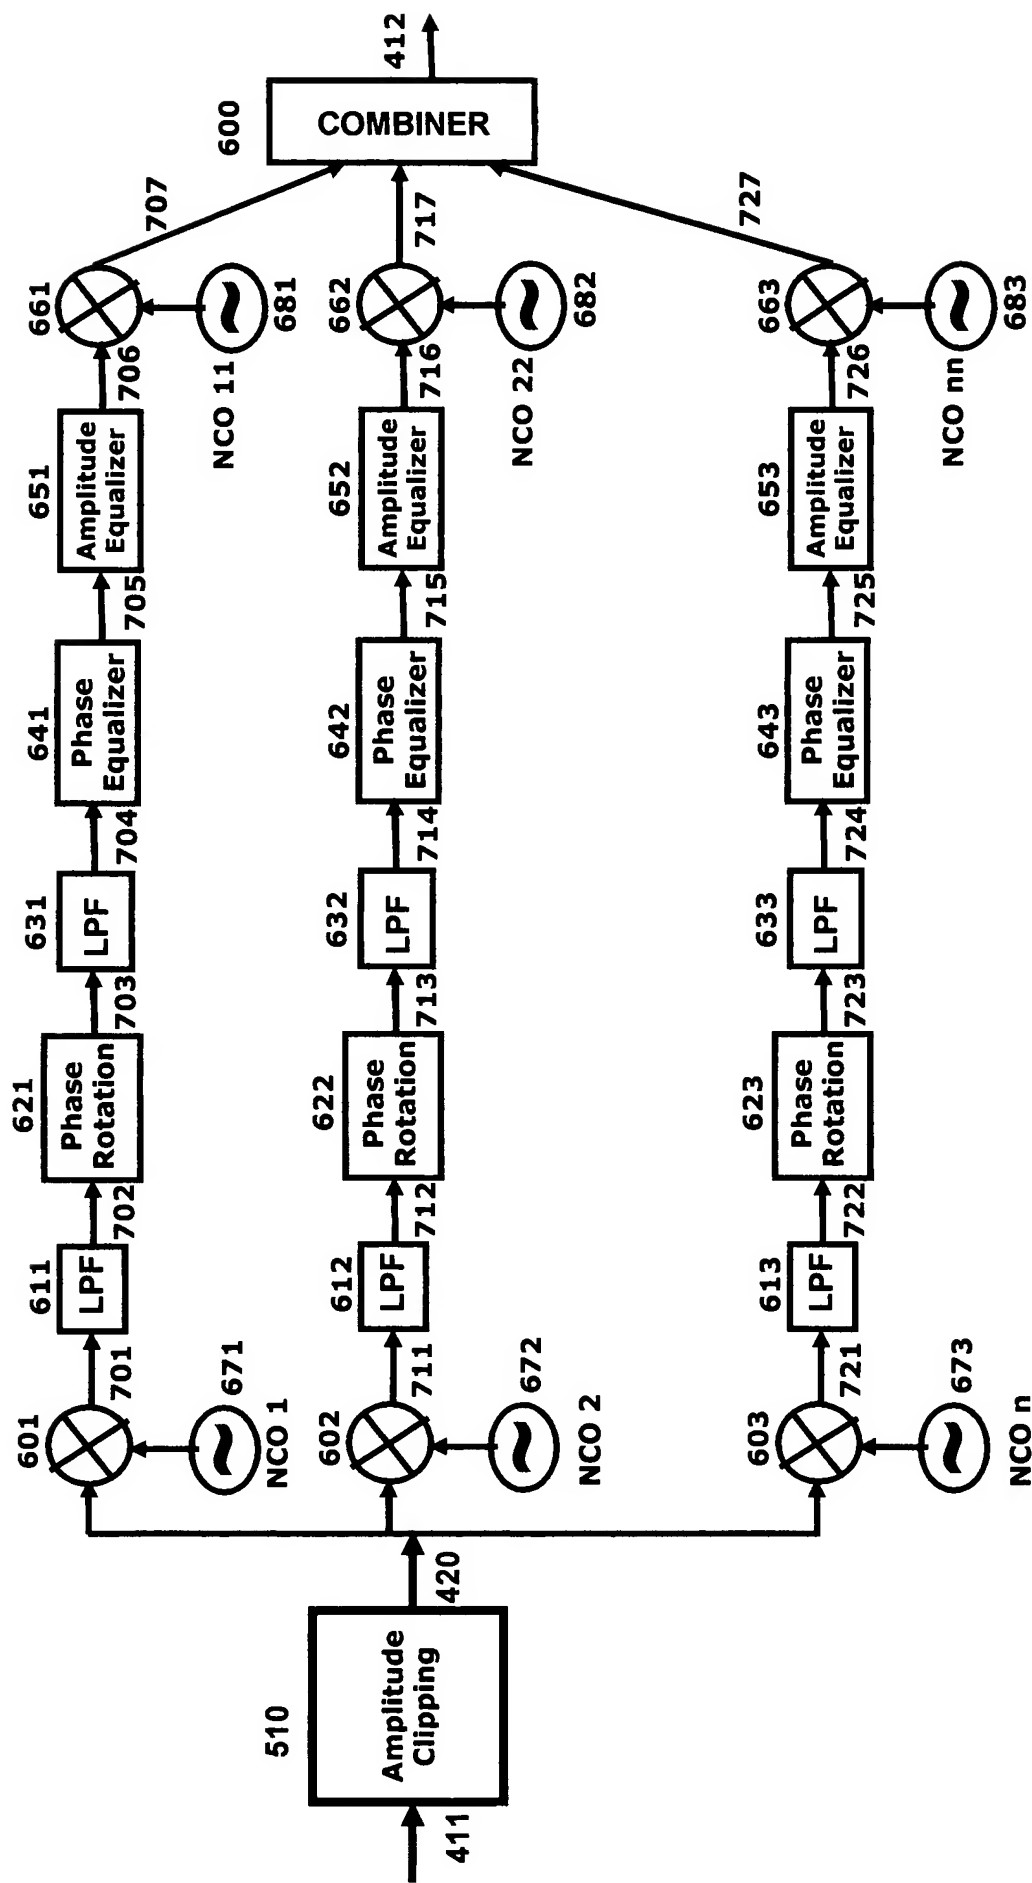 411
510
Amplitude
Clipping
420
601
701
671
NCO 1
611
LPF
702
621
Phase
Rotation
703
631
LPF
704
641
Phase
Equalizer
705
651
Amplitude
Equalizer
706
661
681
NCO 11
707
602
711
672
NCO 2
612
LPF
712
622
Phase
Rotation
713
632
LPF
714
642
Phase
Equalizer
715
652
Amplitude
Equalizer
716
662
682
NCO 22
717
603
721
673
NCO n
613
LPF
722
623
Phase
Rotation
723
633
LPF
724
643
Phase
Equalizer
725
653
Amplitude
Equalizer
726
663
683
NCO nn
727
600
COMBINER
412